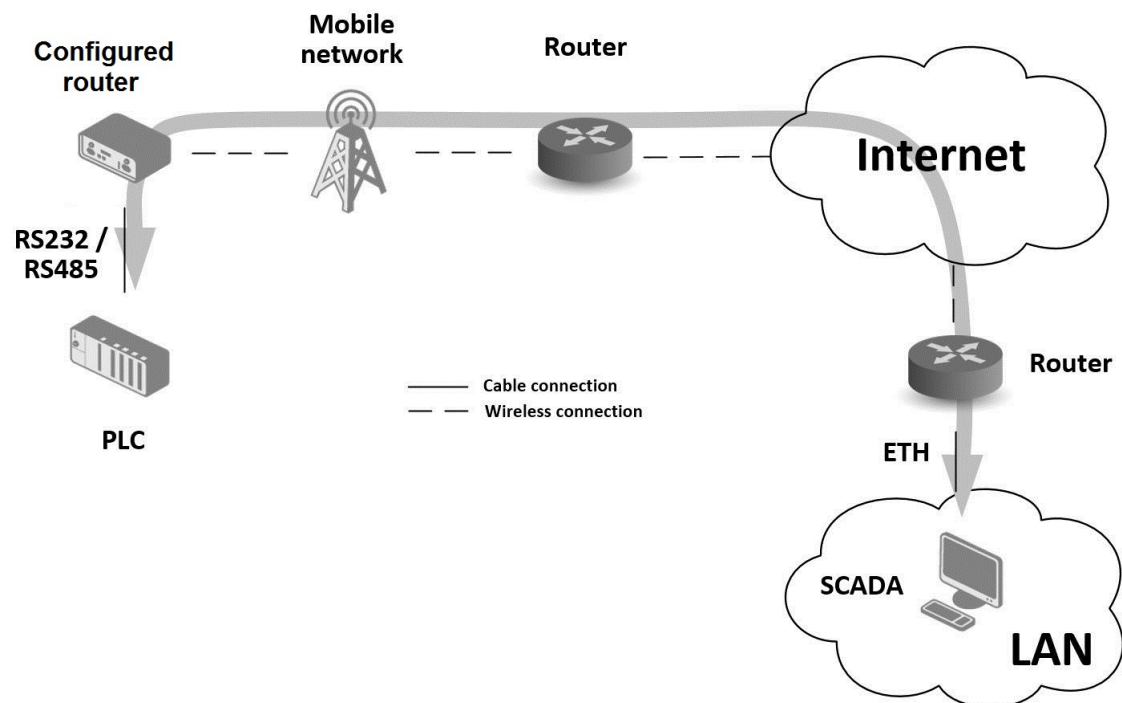 Mobile
network
Router
Configured
router
Internet
RS232 /
RS485
Router
Cable connection
Wireless connection
PLC
ETH
SCADA
LAN